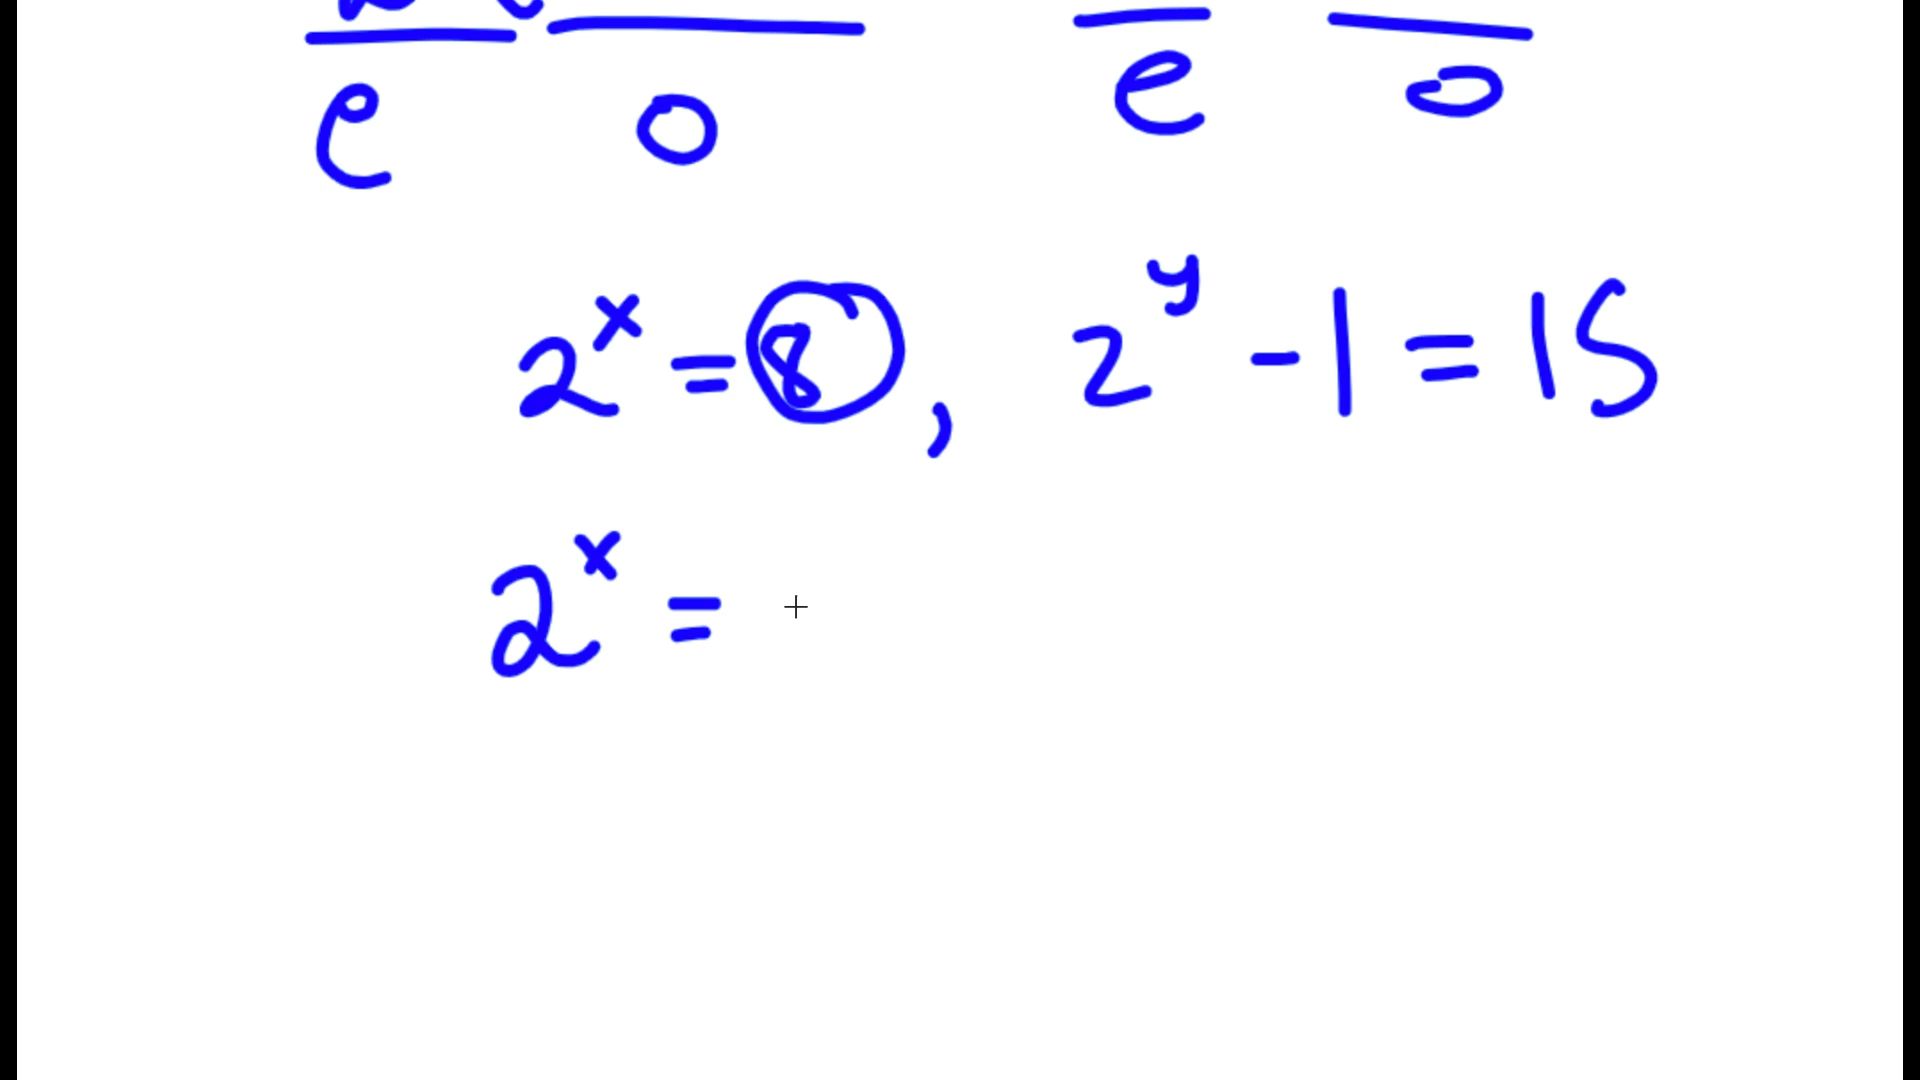 e o e o
2^x = 8, 2^y - 1 = 15
2^x =